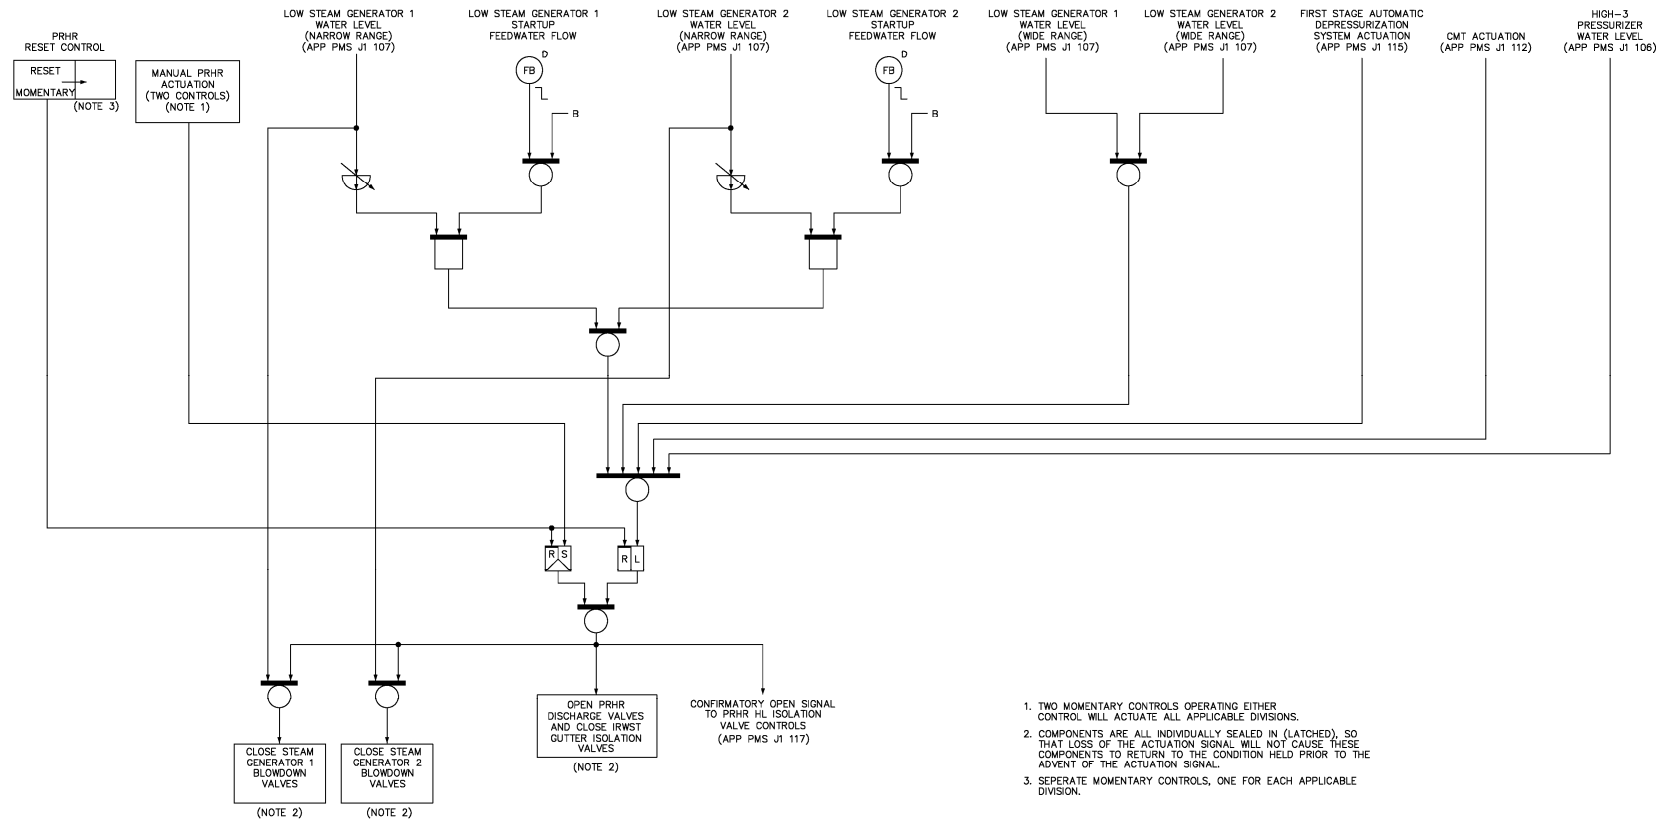 PRHR
RESET CONTROL
RESET
MOMENTARY
(NOTE 3)
MANUAL PRHR
ACTUATION
(TWO CONTROLS)
(NOTE 1)
LOW STEAM GENERATOR 1
WATER LEVEL
(NARROW RANGE)
(APP PMS J1 107)
LOW STEAM GENERATOR 1
STARTUP
FEEDWATER FLOW
D
FB
B
LOW STEAM GENERATOR 2
WATER LEVEL
(NARROW RANGE)
(APP PMS J1 107)
LOW STEAM GENERATOR 2
STARTUP
FEEDWATER FLOW
D
FB
B
LOW STEAM GENERATOR 1
WATER LEVEL
(WIDE RANGE)
(APP PMS J1 107)
LOW STEAM GENERATOR 2
WATER LEVEL
(WIDE RANGE)
(APP PMS J1 107)
FIRST STAGE AUTOMATIC
DEPRESSURIZATION
SYSTEM ACTUATION
(APP PMS J1 115)
CMT ACTUATION
(APP PMS J1 112)
HIGH-3
PRESSURIZER
WATER LEVEL
(APP PMS J1 106)
R S
R L
CLOSE STEAM
GENERATOR 1
BLOWDOWN
VALVES
(NOTE 2)
CLOSE STEAM
GENERATOR 2
BLOWDOWN
VALVES
(NOTE 2)
OPEN PRHR
DISCHARGE VALVES
AND CLOSE IRWST
GUTTER ISOLATION
VALVES
(NOTE 2)
CONFIRMATORY OPEN SIGNAL
TO PRHR HL ISOLATION
VALVE CONTROLS
(APP PMS J1 117)
1. TWO MOMENTARY CONTROLS OPERATING EITHER
CONTROL WILL ACTUATE ALL APPLICABLE DIVISIONS.
2. COMPONENTS ARE ALL INDIVIDUALLY SEALED IN (LATCHED), SO
THAT LOSS OF THE ACTUATION SIGNAL WILL NOT CAUSE THESE
COMPONENTS TO RETURN TO THE CONDITION HELD PRIOR TO THE
ADVENT OF THE ACTUATION SIGNAL.
3. SEPERATE MOMENTARY CONTROLS, ONE FOR EACH APPLICABLE
DIVISION.